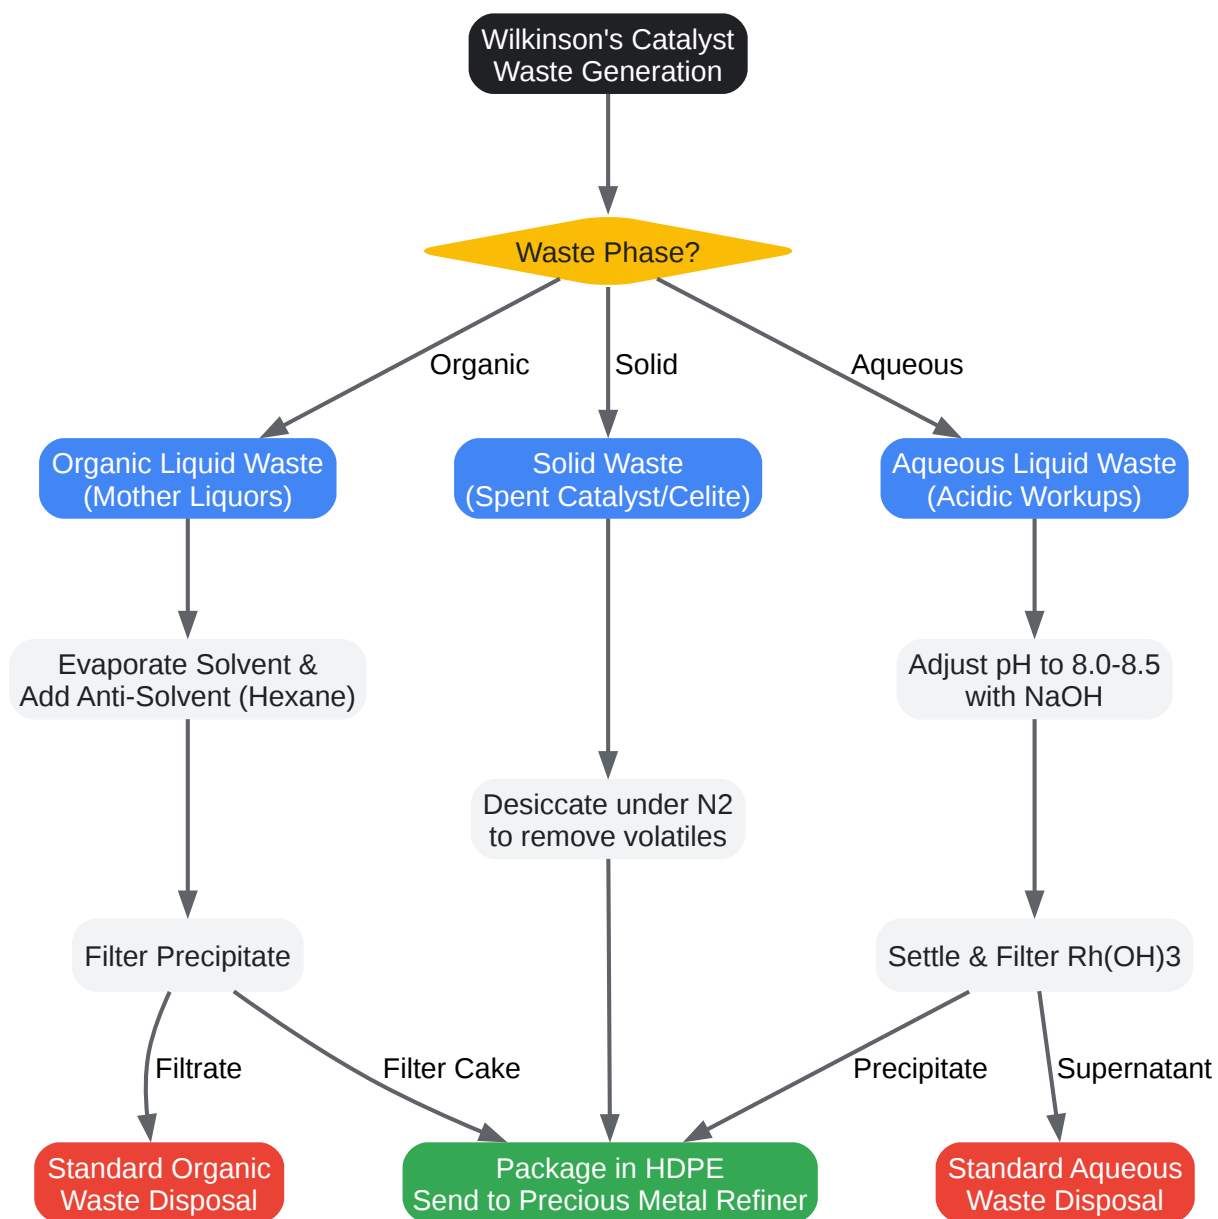 Wilkinson's Catalyst
Waste Generation
Waste Phase?
Organic
Solid
Aqueous
Organic Liquid Waste
(Mother Liquors)
Solid Waste
(Spent Catalyst/Celite)
Aqueous Liquid Waste
(Acidic Workups)
Evaporate Solvent &
Add Anti-Solvent (Hexane)
Adjust pH to 8.0-8.5
with NaOH
Desiccate under N2
to remove volatiles
Filter Precipitate
Settle & Filter Rh(OH)3
Filtrate
Filter Cake
Precipitate
Supernatant
Standard Organic
Waste Disposal
Package in HDPE
Send to Precious Metal Refiner
Standard Aqueous
Waste Disposal